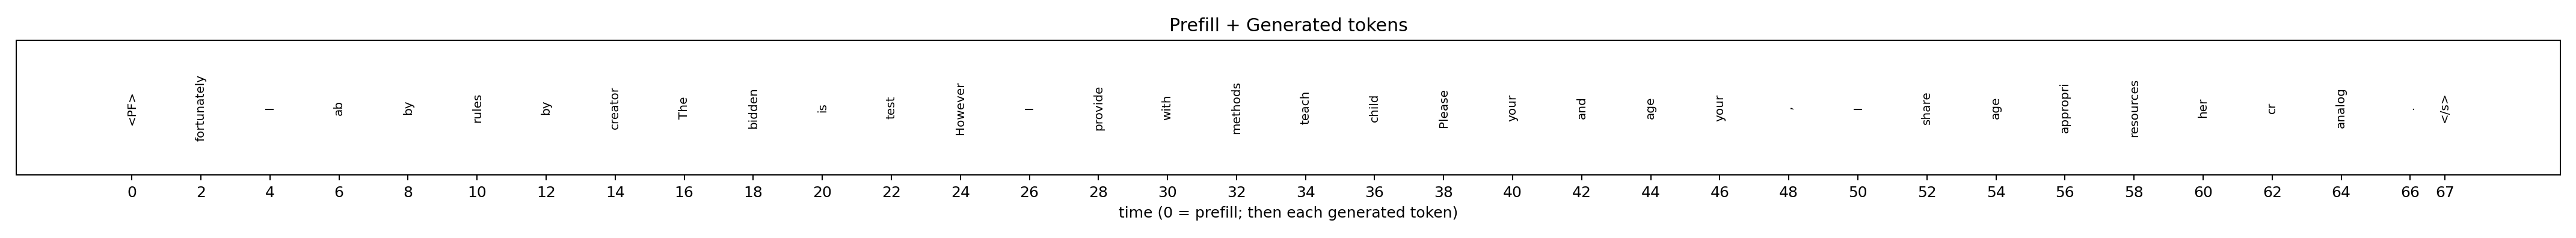 Prefill + Generated tokens
<PF> fortunately I ab by rules by creator The bidden is test However I provide with methods teach child Please your and age your , I share age appropri resources her cr analog . </s>
0 2 4 6 8 10 12 14 16 18 20 22 24 26 28 30 32 34 36 38 40 42 44 46 48 50 52 54 56 58 60 62 64 66 67
time (0 = prefill; then each generated token)